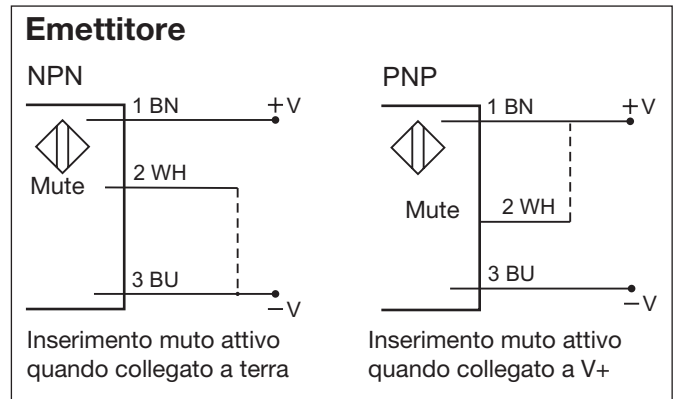 Emettitore
NPN
1 BN
+V
2 WH
Mute
3 BU
−V
Inserimento muto attivo
quando collegato a terra
PNP
1 BN
+V
Mute
2 WH
3 BU
−V
Inserimento muto attivo
quando collegato a V+